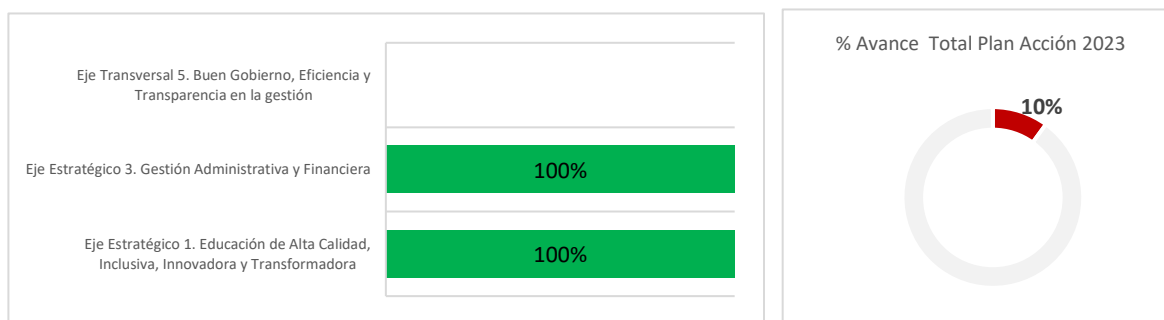 Eje Transversal 5. Buen Gobierno, Eficiencia y
Transparencia en la gestión
Eje Estratégico 3. Gestión Administrativa y Financiera
100%
Eje Estratégico 1. Educación de Alta Calidad,
Inclusiva, Innovadora y Transformadora
100%
% Avance  Total Plan Acción 2023
10%